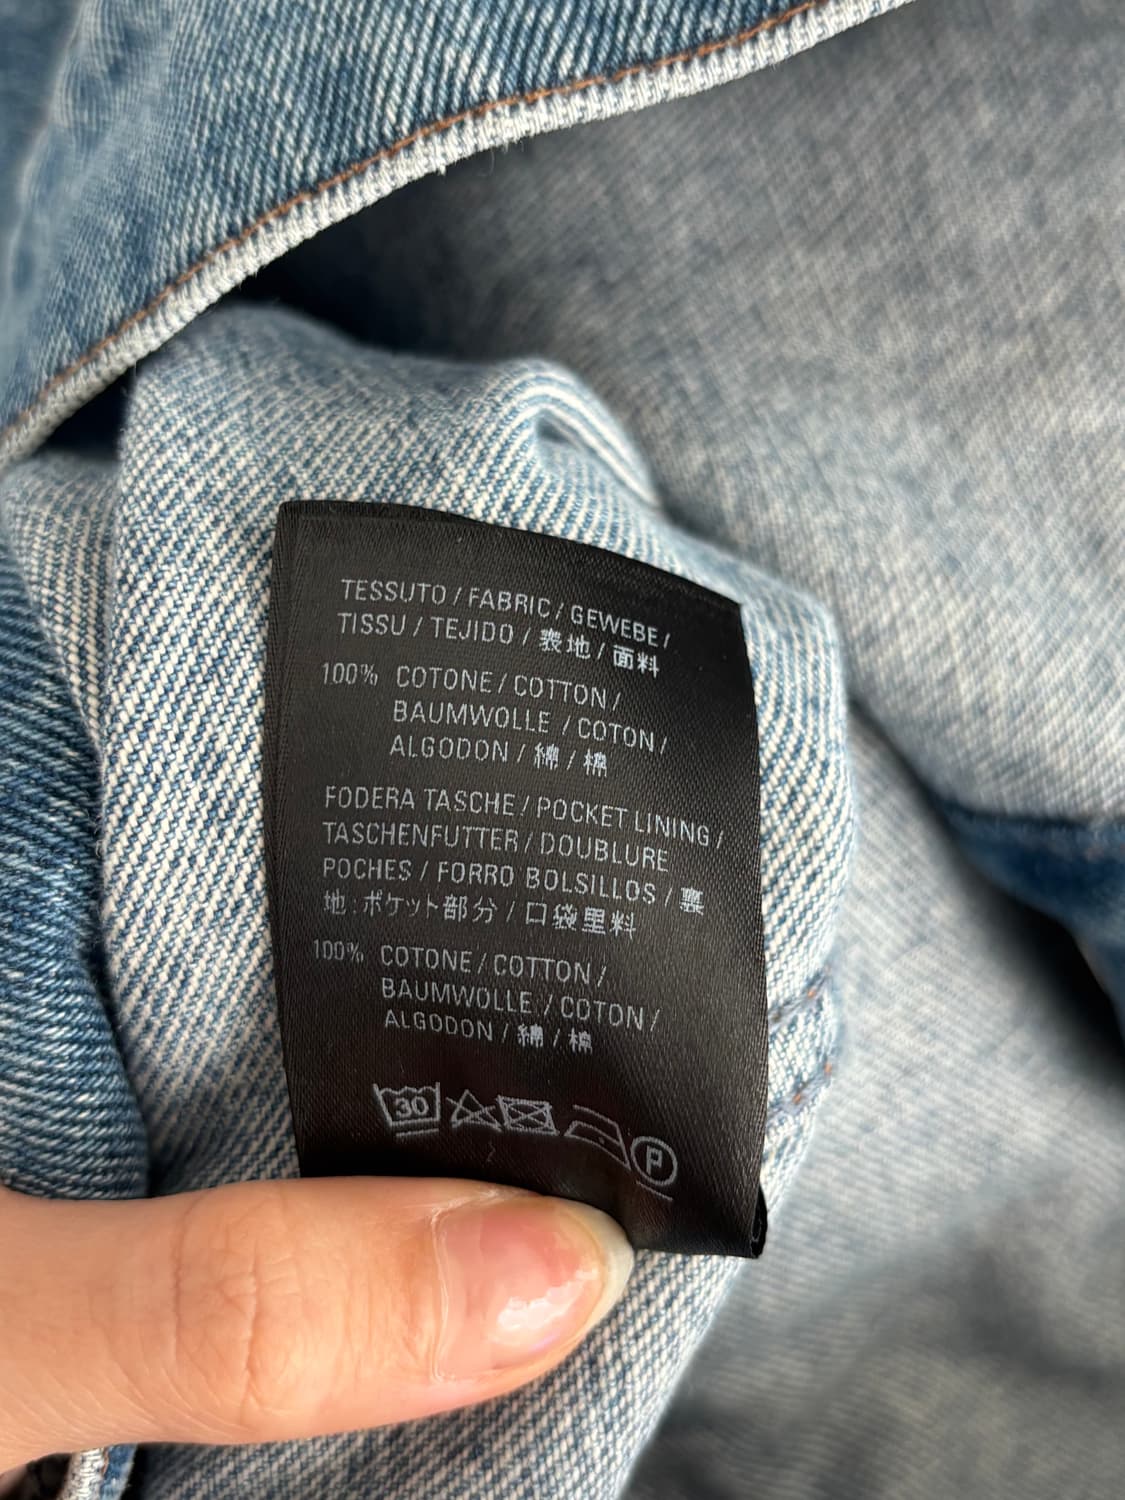 TESSUTO / FABRIC / GEWEBE /
TISSU / TEJIDO / 表地 / 面料
100% COTONE / COTTON /
BAUMWOLLE / COTON /
ALGODON / 綿 / 棉
FODERA TASCHE / POCKET LINING /
TASCHENFUTTER / DOUBLURE
POCHES / FORRO BOLSILLOS / 裏
地:ポケット部分 / 口袋里料
100% COTONE / COTTON /
BAUMWOLLE / COTON /
ALGODON / 綿 / 棉
30 P